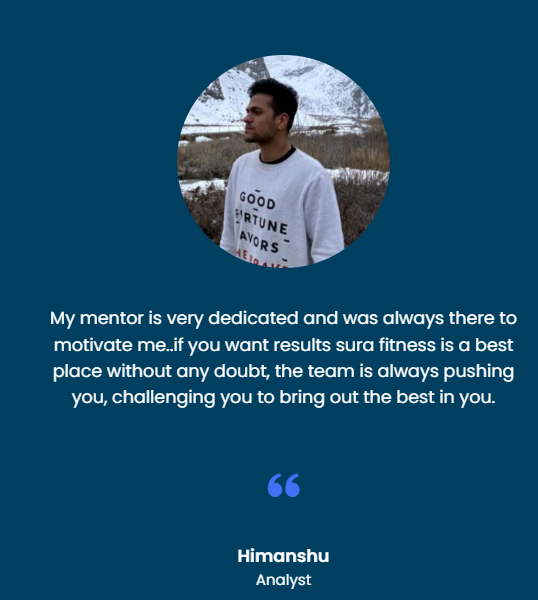 GOOD
AVORS
My mentor is very dedicated and was always there to
motivate me..if you want results sura fitness is a best
place without any doubt, the team is always pushing
you, challenging you to bring out the best in you.
“
Himanshu
Analyst